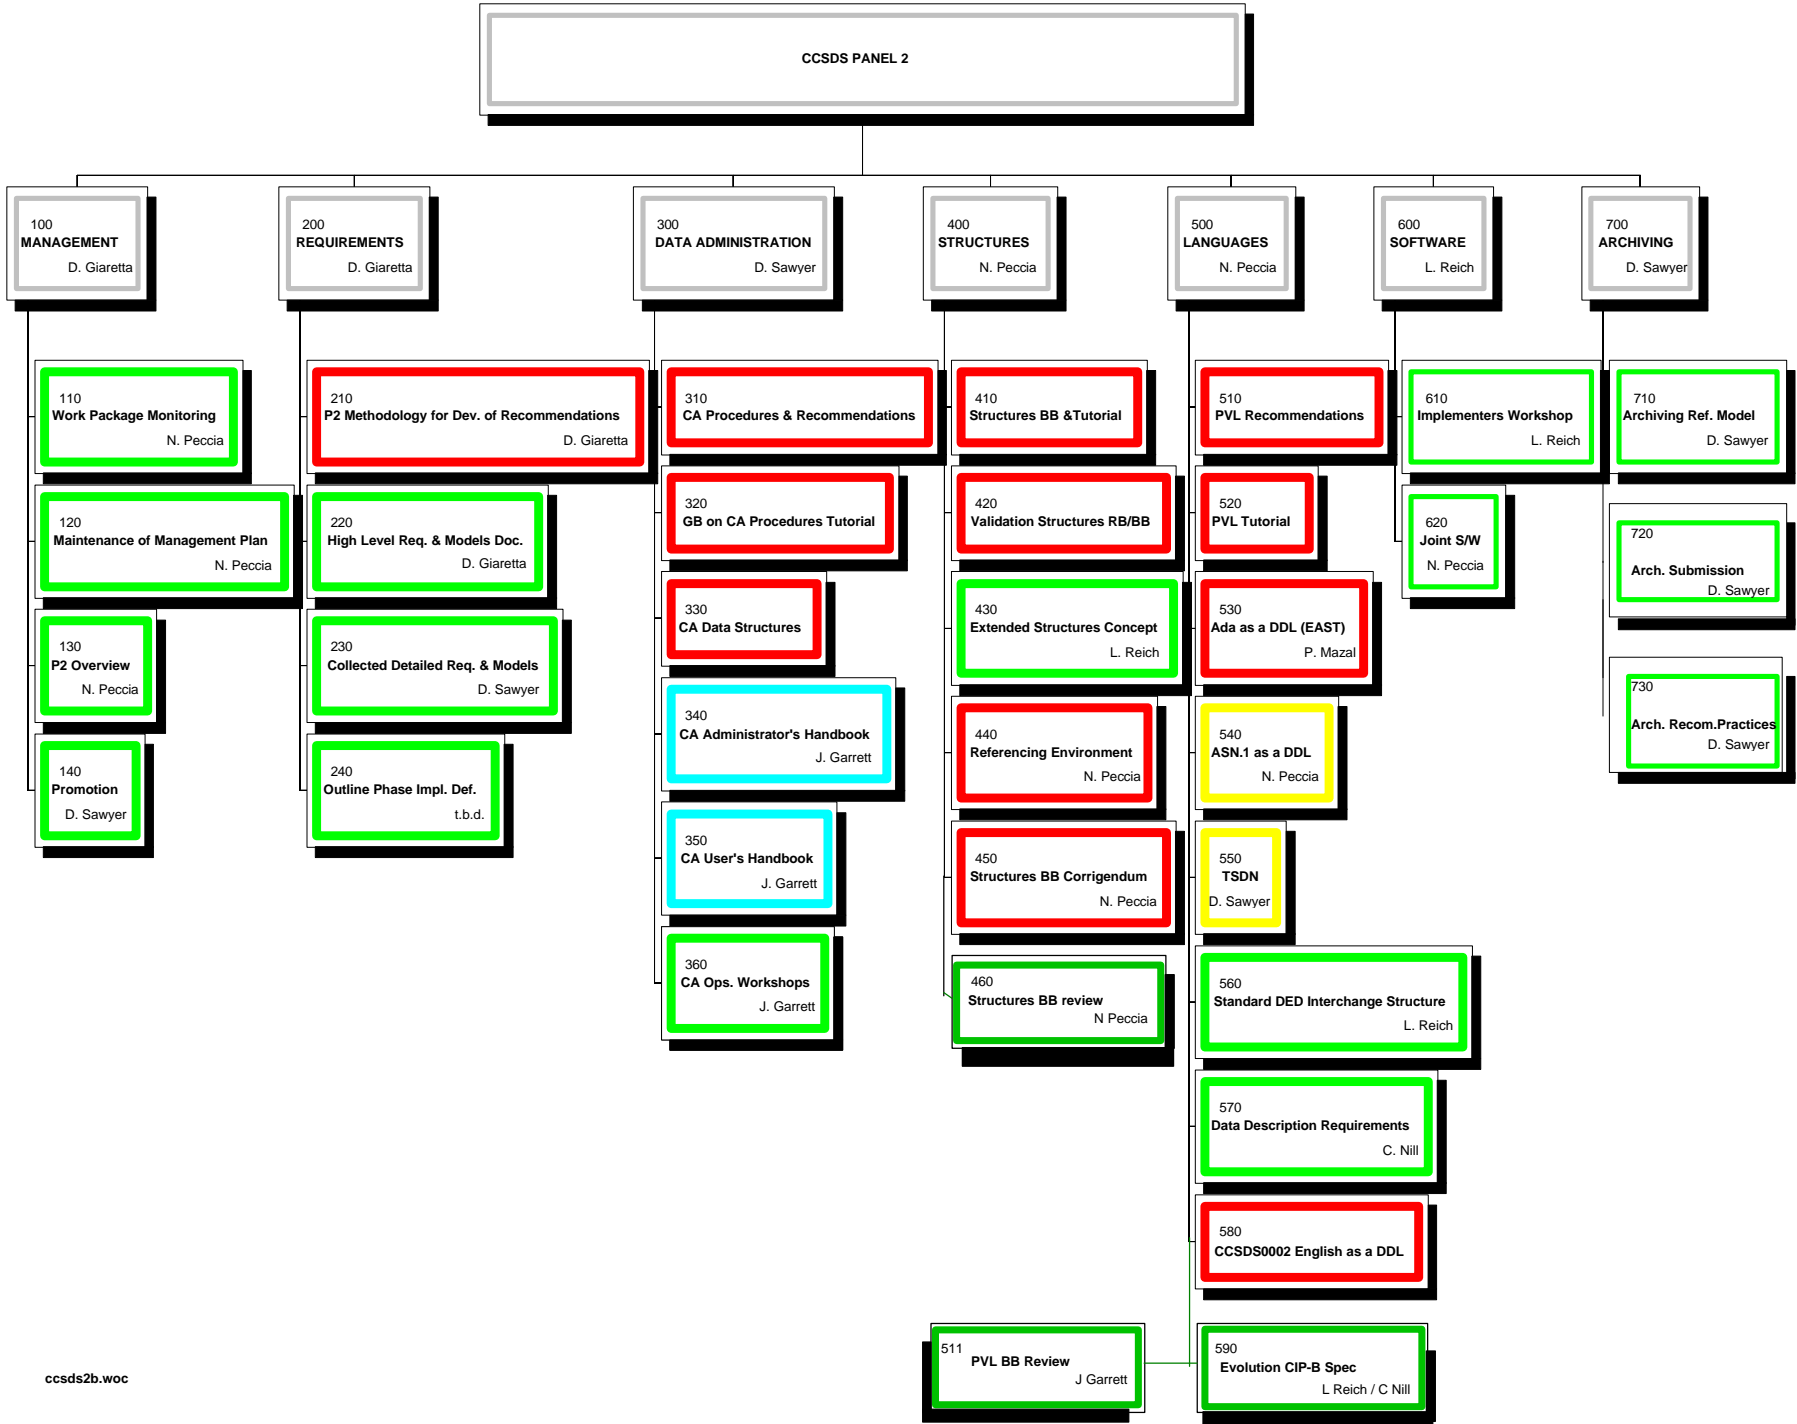 CCSDS PANEL 2
100
MANAGEMENT
D. Giaretta
200
REQUIREMENTS
D. Giaretta
300
DATA ADMINISTRATION
D. Sawyer
400
STRUCTURES
N. Peccia
500
LANGUAGES
N. Peccia
600
SOFTWARE
L. Reich
700
ARCHIVING
D. Sawyer
110
Work Package Monitoring
N. Peccia
120
Maintenance of Management Plan
N. Peccia
130
P2 Overview
N. Peccia
140
Promotion
D. Sawyer
210
P2 Methodology for Dev. of Recommendations
D. Giaretta
220
High Level Req. & Models Doc.
D. Giaretta
230
Collected Detailed Req. & Models
D. Sawyer
240
Outline Phase Impl. Def.
t.b.d.
310
CA Procedures & Recommendations
320
GB on CA Procedures Tutorial
330
CA Data Structures
340
CA Administrator's Handbook
J. Garrett
350
CA User's Handbook
J. Garrett
360
CA Ops. Workshops
J. Garrett
410
Structures BB &Tutorial
420
Validation Structures RB/BB
430
Extended Structures Concept
L. Reich
440
Referencing Environment
N. Peccia
450
Structures BB Corrigendum
N. Peccia
460
Structures BB review
N Peccia
510
PVL Recommendations
520
PVL Tutorial
530
Ada as a DDL (EAST)
P. Mazal
540
ASN.1 as a DDL
N. Peccia
550
TSDN
D. Sawyer
560
Standard DED Interchange Structure
L. Reich
570
Data Description Requirements
C. Nill
580
CCSDS0002 English as a DDL
511
PVL BB Review
J Garrett
590
Evolution CIP-B Spec
L Reich / C Nill
610
Implementers Workshop
L. Reich
620
Joint S/W
N. Peccia
710
Archiving Ref. Model
D. Sawyer
720
Arch. Submission
D. Sawyer
730
Arch. Recom.Practices
D. Sawyer
ccsds2b.woc